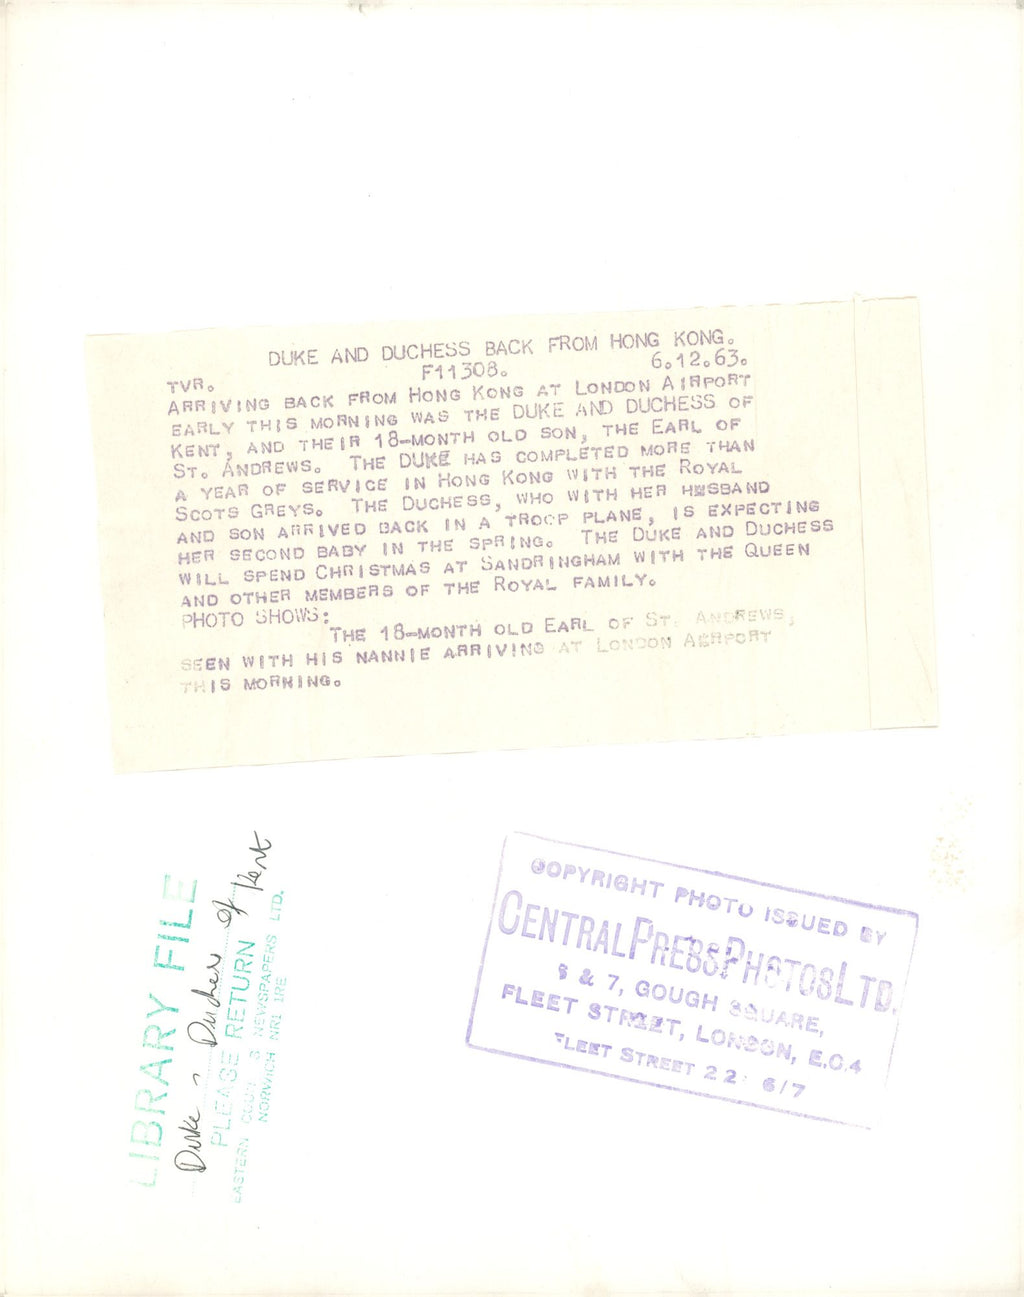 DUKE AND DUCHESS BACK FROM HONG KONG.
F11308. 6.12.63.
TVR.
ARRIVING BACK FROM HONG KONG AT LONDON AIRPORT
EARLY THIS MORNING WAS THE DUKE AND DUCHESS OF
KENT, AND THEIR 18-MONTH OLD SON, THE EARL OF
ST. ANDREWS. THE DUKE HAS COMPLETED MORE THAN
A YEAR OF SERVICE IN HONG KONG WITH THE ROYAL
SCOTS GREYS. THE DUCHESS, WHO WITH HER HUSBAND
AND SON ARRIVED BACK IN A TROOP PLANE, IS EXPECTING
HER SECOND BABY IN THE SPRING. THE DUKE AND DUCHESS
WILL SPEND CHRISTMAS AT SANDRINGHAM WITH THE QUEEN
AND OTHER MEMBERS OF THE ROYAL FAMILY.
PHOTO SHOWS:
THE 18-MONTH OLD EARL OF ST. ANDREWS,
SEEN WITH HIS NANNIE ARRIVING AT LONDON AIRPORT
THIS MORNING.
LIBRARY FILE
Duke & Duchess of Kent
PLEASE RETURN
EASTERN NEWSPAPERS LTD.
NORWICH NR1 1RE
COPYRIGHT PHOTO ISSUED BY
CENTRAL PRESS PHOTOS LTD.
6 & 7, GOUGH SQUARE,
FLEET STREET, LONDON, E.C.4
FLEET STREET 22 6/7